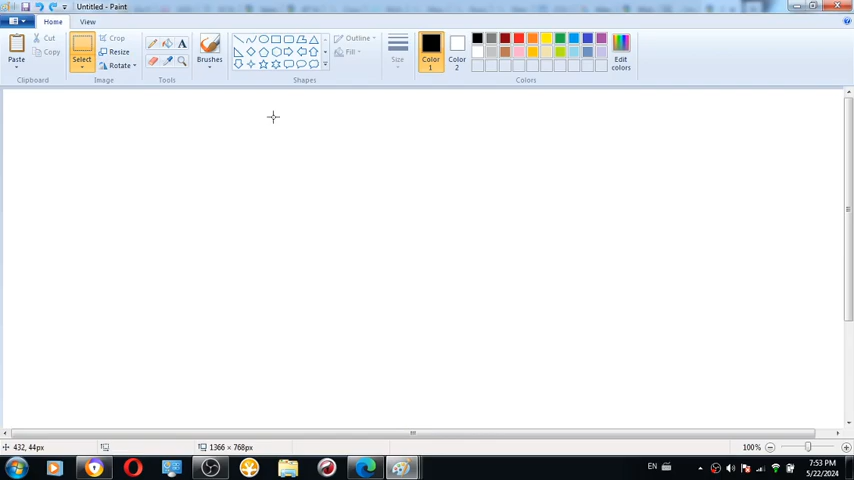 Untitled - Paint
Home View
Paste
Cut
Copy
Clipboard
Select
Crop
Resize
Rotate
Image
A
Tools
Brushes
Shapes
Outline
Fill
Size
Color 1
Color 2
Edit colors
Colors
432, 44px
1366 × 768px
100%
EN
7:53 PM
5/22/2024